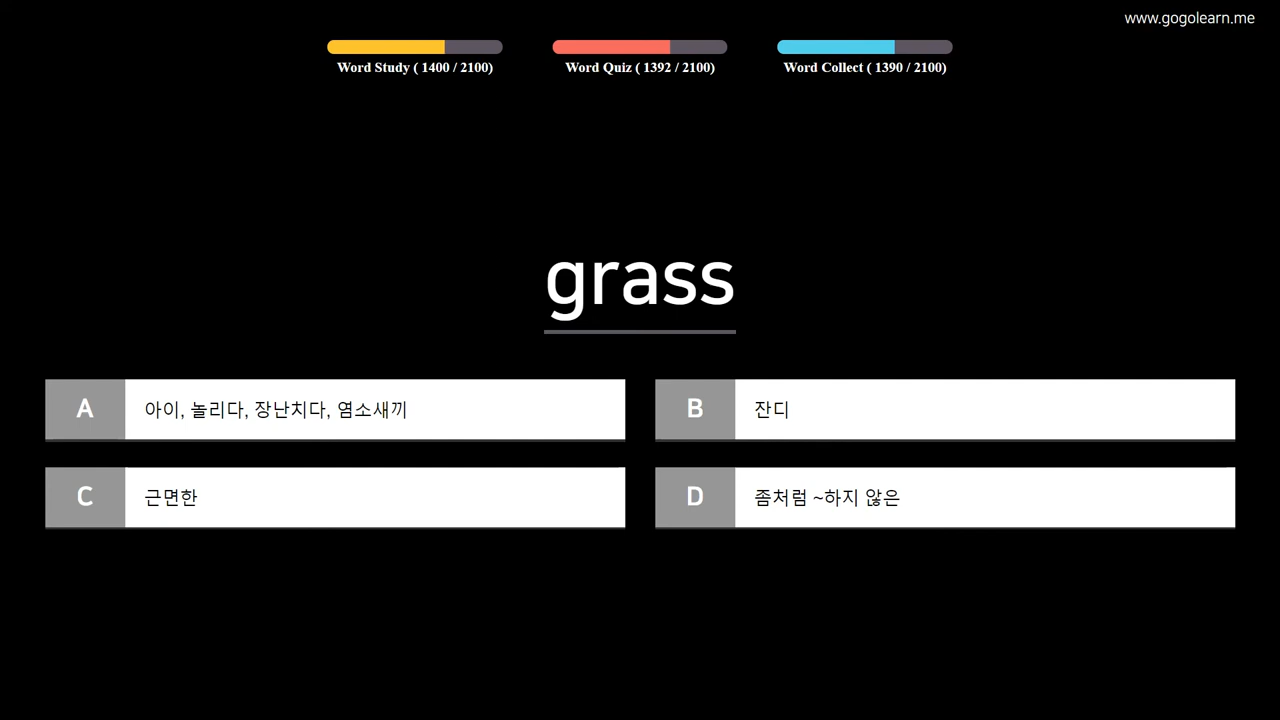 www.gogolearn.me
Word Study ( 1400 / 2100)
Word Quiz ( 1392 / 2100)
Word Collect ( 1390 / 2100)
grass
A 아이, 놀리다, 장난치다, 염소새끼
B 잔디
C 근면한
D 좀처럼 ~하지 않은